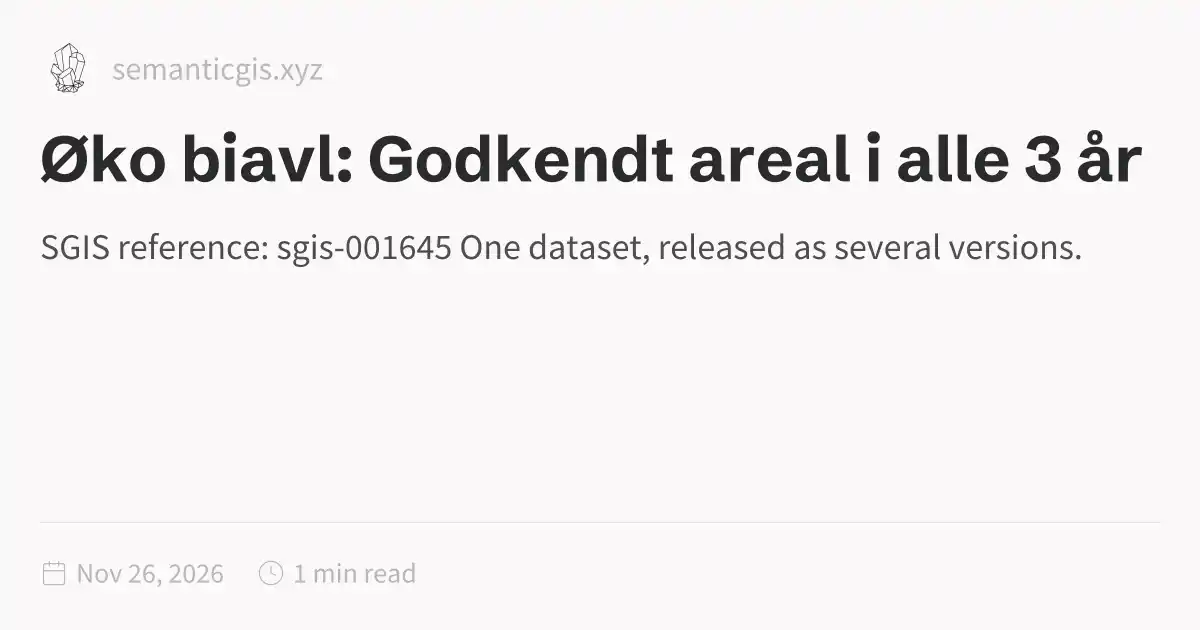 semanticgis.xyz
Øko biavl: Godkendt areal i alle 3 år
SGIS reference: sgis-001645 One dataset, released as several versions.
Nov 26, 2026 1 min read